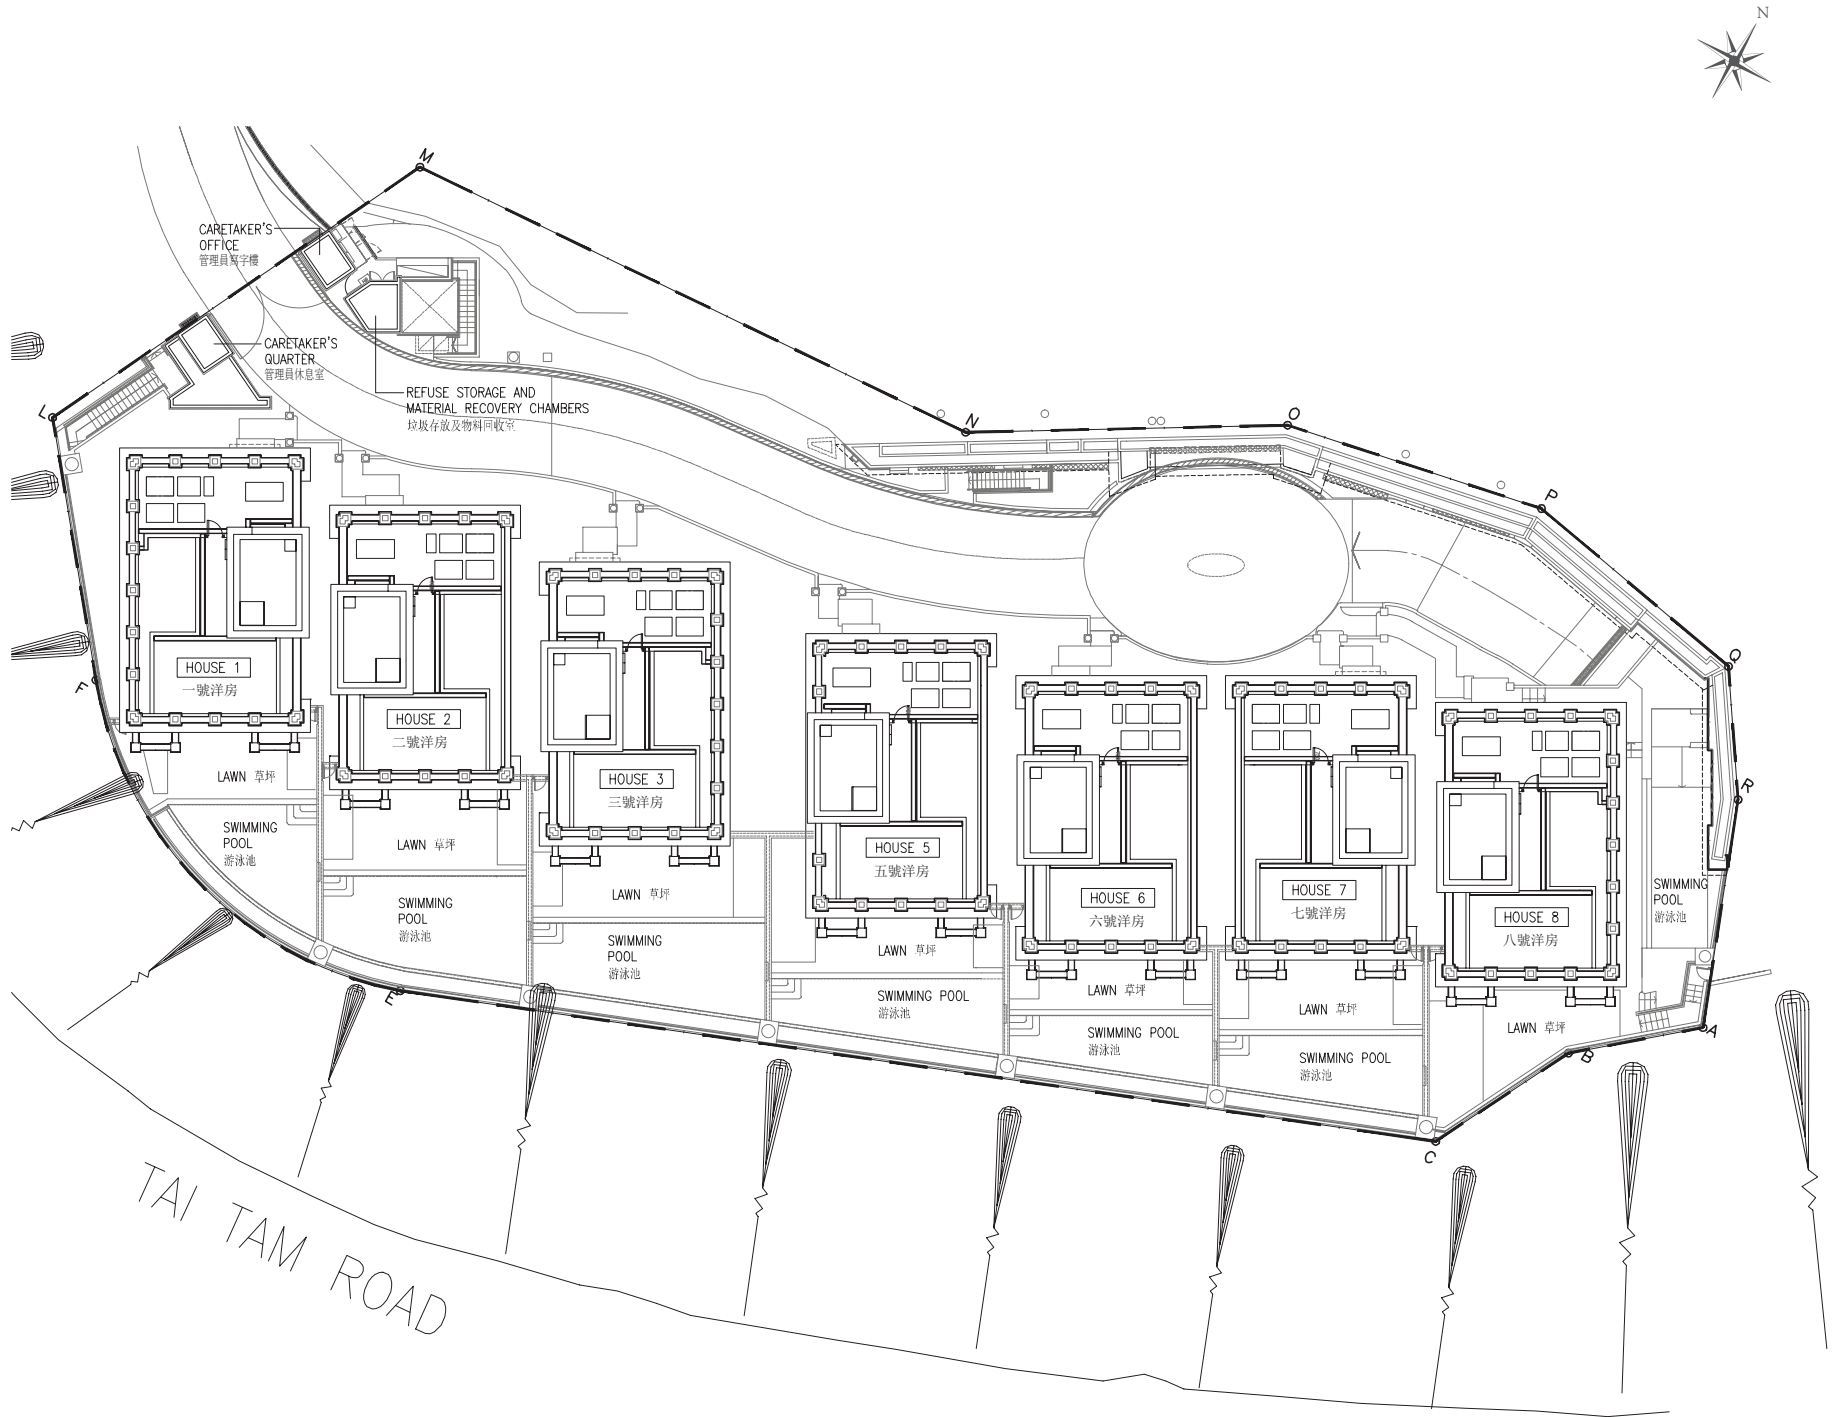 N
M
CARETAKER'S
OFFICE
管理員寫字樓
CARETAKER'S
QUARTER
管理員休息室
REFUSE STORAGE AND
MATERIAL RECOVERY CHAMBERS
垃圾存放及物料回收室
L
N
O
P
Q
R
F
HOUSE 1
一號洋房
HOUSE 2
二號洋房
HOUSE 3
三號洋房
HOUSE 5
五號洋房
HOUSE 6
六號洋房
HOUSE 7
七號洋房
HOUSE 8
八號洋房
LAWN 草坪
SWIMMING
POOL
游泳池
LAWN 草坪
SWIMMING
POOL
游泳池
LAWN 草坪
SWIMMING
POOL
游泳池
LAWN 草坪
SWIMMING POOL
游泳池
LAWN 草坪
SWIMMING POOL
游泳池
LAWN 草坪
SWIMMING POOL
游泳池
LAWN 草坪
SWIMMING
POOL
游泳池
E
A
B
C
TAI TAM ROAD